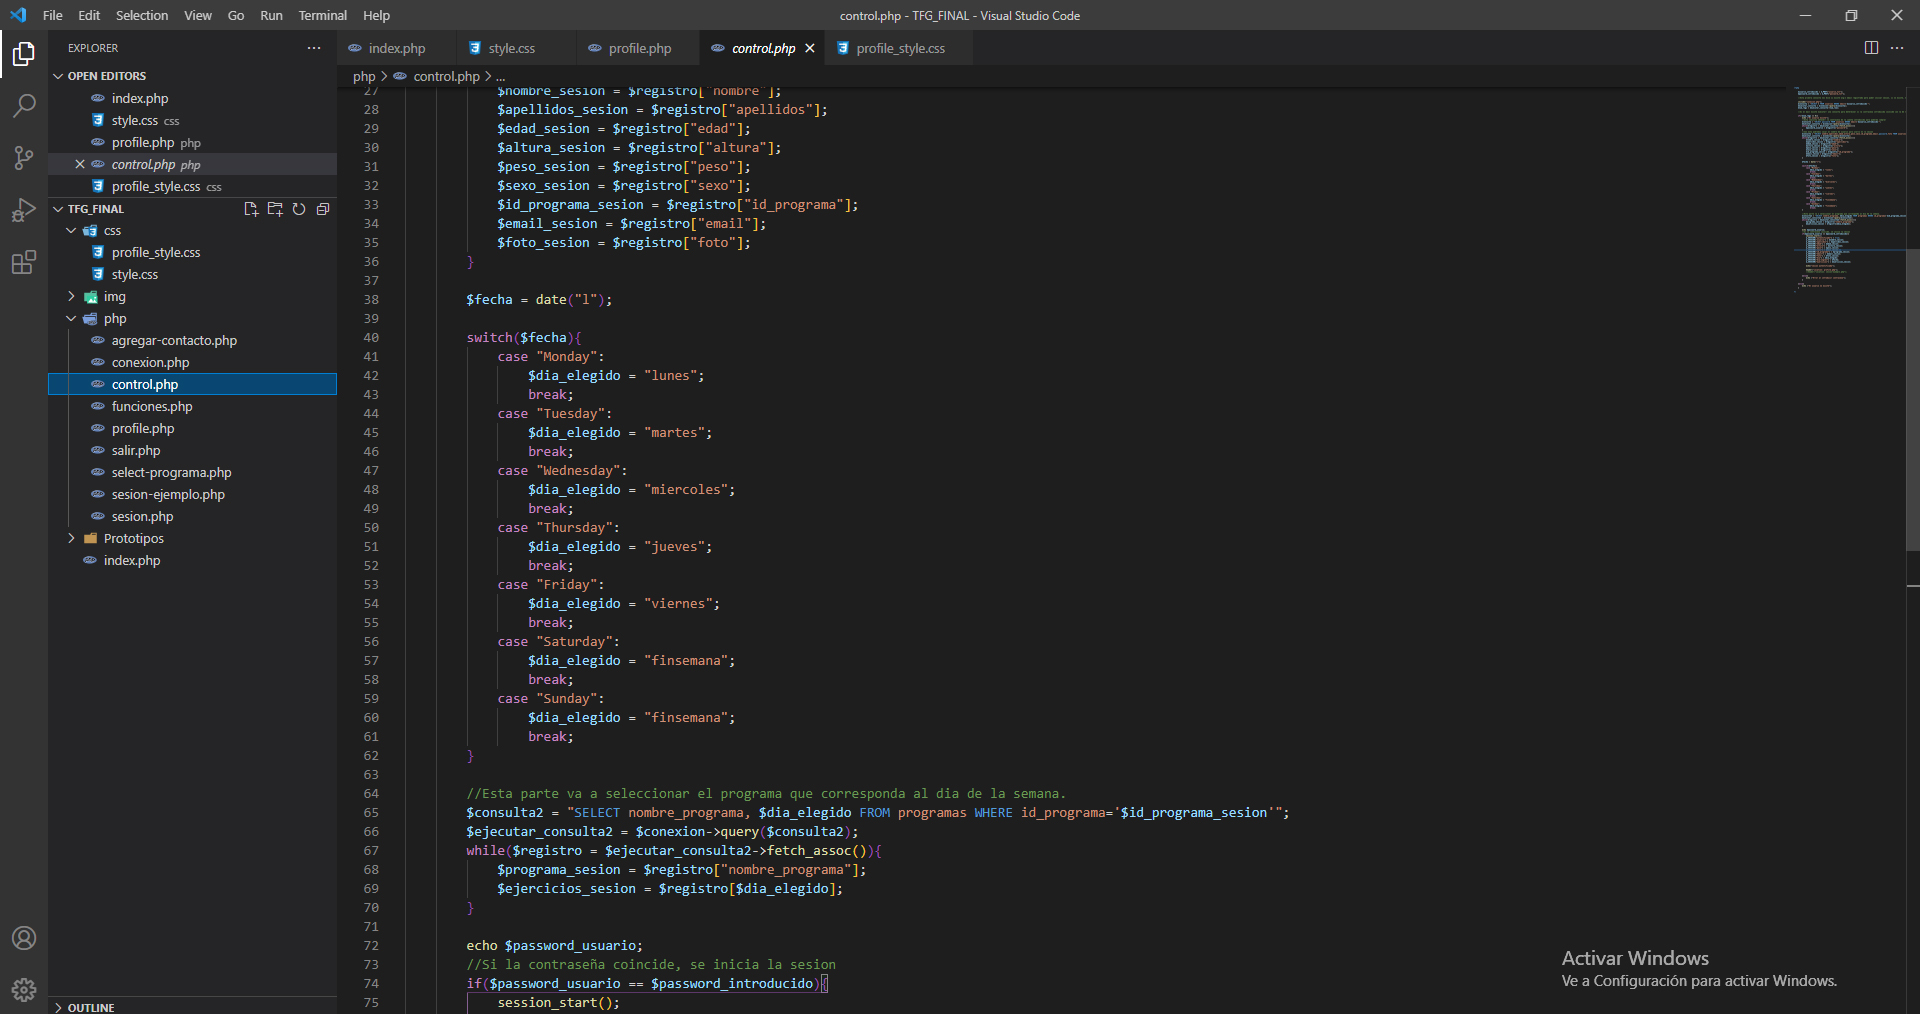 File Edit Selection View Go Run Terminal Help
control.php - TFG_FINAL - Visual Studio Code
EXPLORER
OPEN EDITORS
index.php
style.css css
profile.php php
control.php php
profile_style.css css
TFG_FINAL
css
profile_style.css
style.css
img
php
agregar-contacto.php
conexion.php
control.php
funciones.php
profile.php
salir.php
select-programa.php
sesion-ejemplo.php
sesion.php
Prototipos
index.php
OUTLINE
index.php style.css profile.php control.php profile_style.css
php > control.php > ...
27 $nombre_sesion = $registro["nombre"];
28 $apellidos_sesion = $registro["apellidos"];
29 $edad_sesion = $registro["edad"];
30 $altura_sesion = $registro["altura"];
31 $peso_sesion = $registro["peso"];
32 $sexo_sesion = $registro["sexo"];
33 $id_programa_sesion = $registro["id_programa"];
34 $email_sesion = $registro["email"];
35 $foto_sesion = $registro["foto"];
36 }
37
38 $fecha = date("l");
39
40 switch($fecha){
41 case "Monday":
42 $dia_elegido = "lunes";
43 break;
44 case "Tuesday":
45 $dia_elegido = "martes";
46 break;
47 case "Wednesday":
48 $dia_elegido = "miercoles";
49 break;
50 case "Thursday":
51 $dia_elegido = "jueves";
52 break;
53 case "Friday":
54 $dia_elegido = "viernes";
55 break;
56 case "Saturday":
57 $dia_elegido = "finsemana";
58 break;
59 case "Sunday":
60 $dia_elegido = "finsemana";
61 break;
62 }
63
64 //Esta parte va a seleccionar el programa que corresponda al dia de la semana.
65 $consulta2 = "SELECT nombre_programa, $dia_elegido FROM programas WHERE id_programa='$id_programa_sesion'";
66 $ejecutar_consulta2 = $conexion->query($consulta2);
67 while($registro = $ejecutar_consulta2->fetch_assoc()){
68 $programa_sesion = $registro["nombre_programa"];
69 $ejercicios_sesion = $registro[$dia_elegido];
70 }
71
72 echo $password_usuario;
73 //Si la contraseña coincide, se inicia la sesion
74 if($password_usuario == $password_introducido){
75 session_start();
Activar Windows
Ve a Configuración para activar Windows.